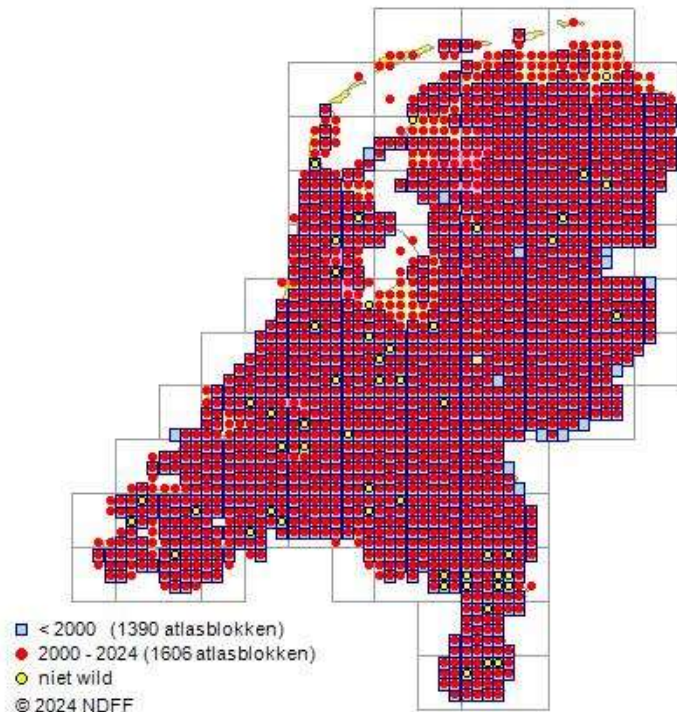 < 2000 (1390 atlasblokken)
2000 - 2024 (1606 atlasblokken)
niet wild
© 2024 NDFF